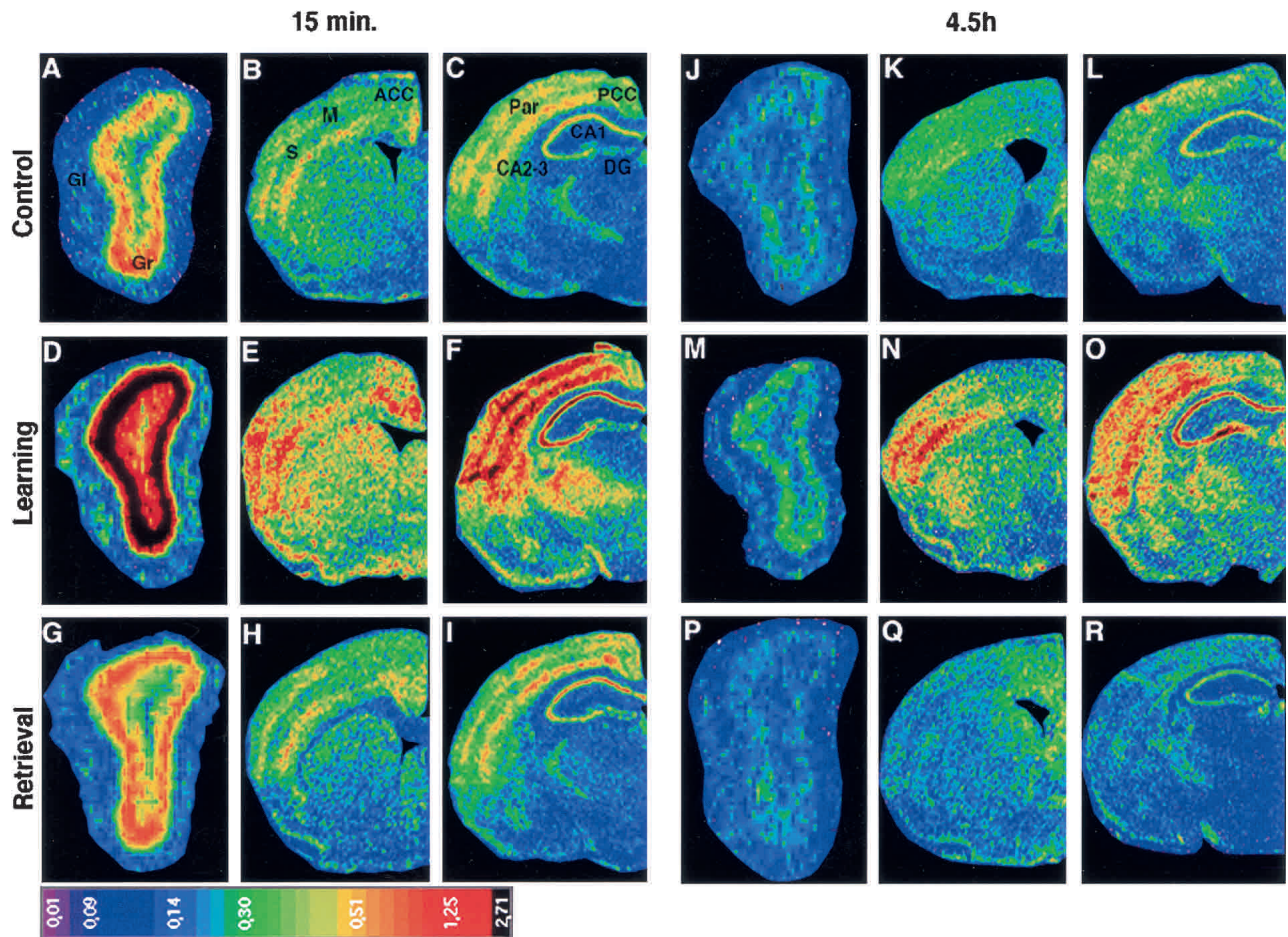 15 min. 4.5h
Control
A B C J K L
ACC PCC
M Par
CA1
S
Gl CA2-3 DG
Gr
Learning
D E F M N O
Retrieval
G H I P Q R
0,01 0,09 0,14 0,30 0,51 1,25 2,71